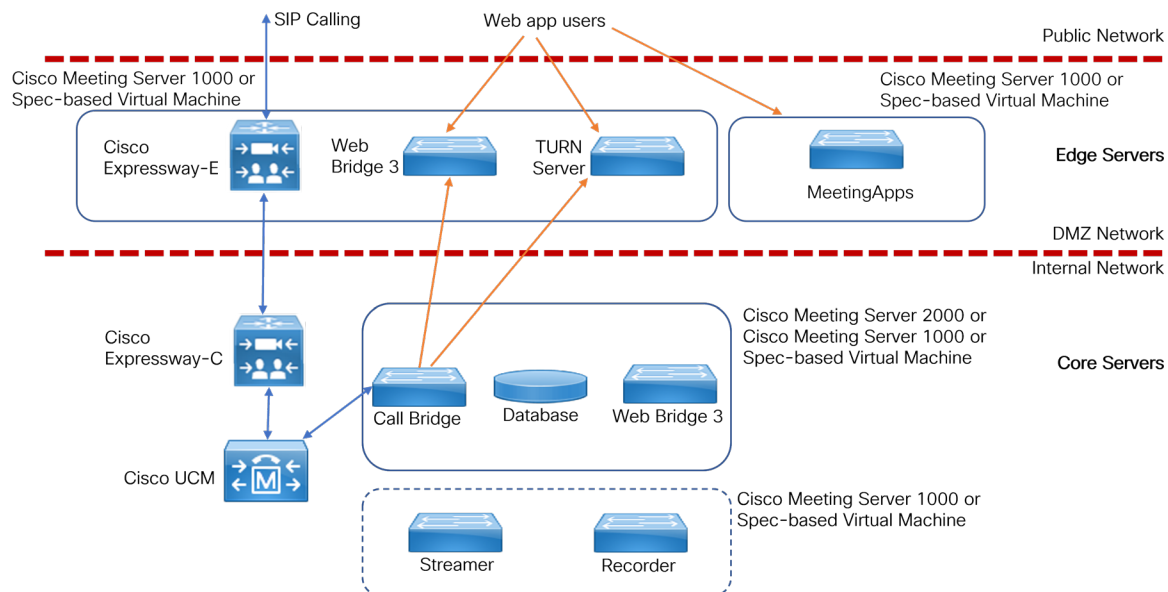 SIP Calling
Web app users
Public Network
Cisco Meeting Server 1000 or
Spec-based Virtual Machine
Cisco Meeting Server 1000 or
Spec-based Virtual Machine
Cisco
Expressway-E
Web
Bridge 3
TURN
Server
MeetingApps
Edge Servers
DMZ Network
Internal Network
Cisco
Expressway-C
Cisco Meeting Server 2000 or
Cisco Meeting Server 1000 or
Spec-based Virtual Machine
Core Servers
Call Bridge
Database
Web Bridge 3
Cisco UCM
M
Cisco Meeting Server 1000 or
Spec-based Virtual Machine
Streamer
Recorder